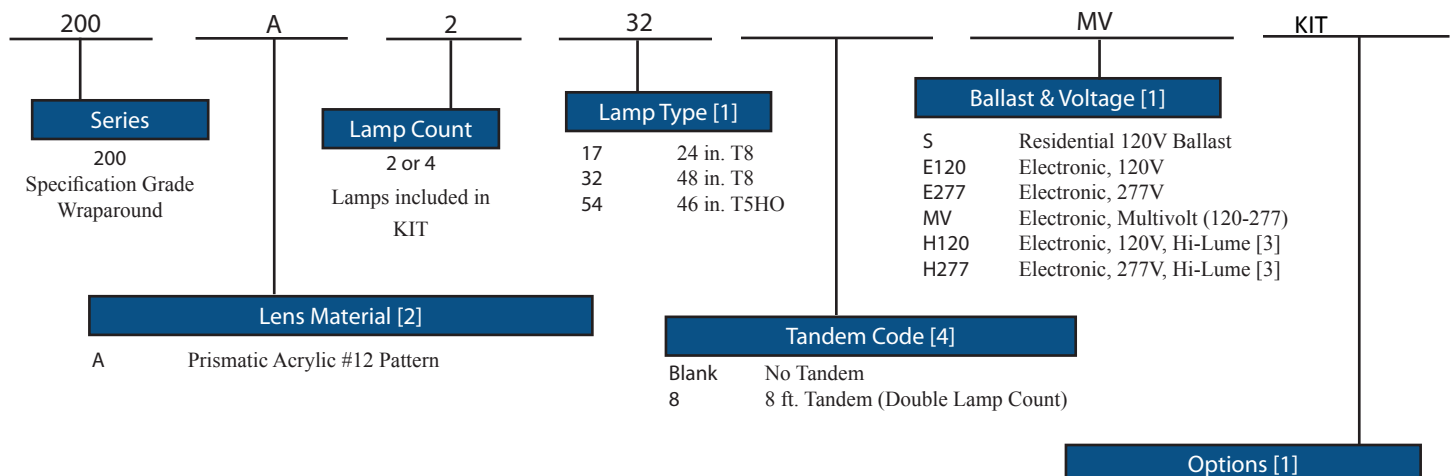 200 A 2 32 MV KIT
Series
200
Specification Grade
Wraparound
Lamp Count
2 or 4
Lamps included in
KIT
Lamp Type [1]
17 24 in. T8
32 48 in. T8
54 46 in. T5HO
Ballast & Voltage [1]
S Residential 120V Ballast
E120 Electronic, 120V
E277 Electronic, 277V
MV Electronic, Multivolt (120-277)
H120 Electronic, 120V, Hi-Lume [3]
H277 Electronic, 277V, Hi-Lume [3]
Lens Material [2]
A Prismatic Acrylic #12 Pattern
Tandem Code [4]
Blank No Tandem
8 8 ft. Tandem (Double Lamp Count)
Options [1]